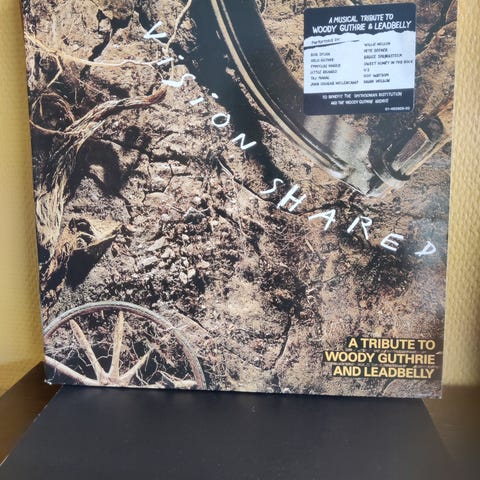 A MUSICAL TRIBUTE TO
WOODY GUTHRIE & LEADBELLY
Performed by:
BOB DYLAN
ARLO GUTHRIE
EMMYLOU HARRIS
LITTLE RICHARD
TAJ MAHAL
JOHN COUGAR MELLENCAMP
WILLIE NELSON
PETE SEEGER
BRUCE SPRINGSTEEN
SWEET HONEY IN THE ROCK
U2
DOC WATSON
BRIAN WILSON
TO BENEFIT THE SMITHSONIAN INSTITUTION
AND THE WOODY GUTHRIE ARCHIVE
VISION SHARED
A TRIBUTE TO
WOODY GUTHRIE
AND LEADBELLY